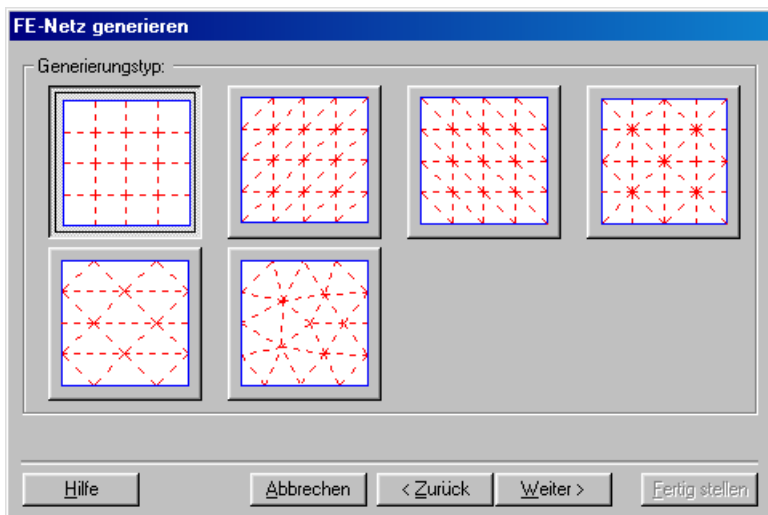 FE-Netz generieren
Generierungstyp:
Hilfe
Abbrechen
< Zurück
Weiter >
Fertig stellen